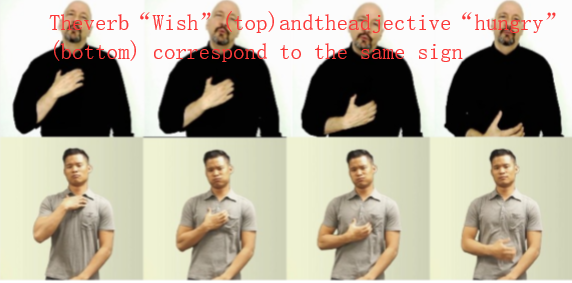 Theverb“Wish”(top)andtheadjective“hungry”
(bottom) correspond to the same sign